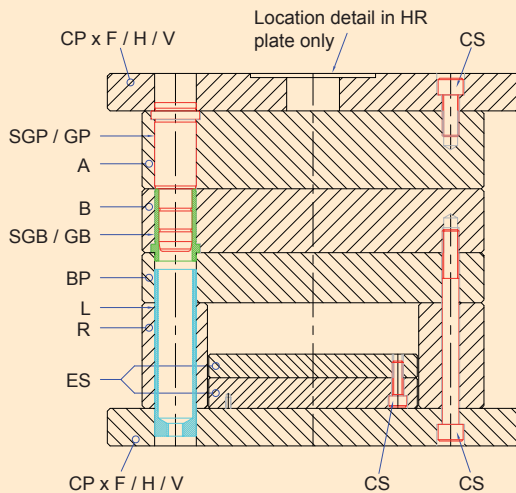 Location detail in HR
plate only
CP x F / H / V
CS
SGP / GP
A
B
SGB / GB
BP
L
R
ES
CP x F / H / V
CS
CS